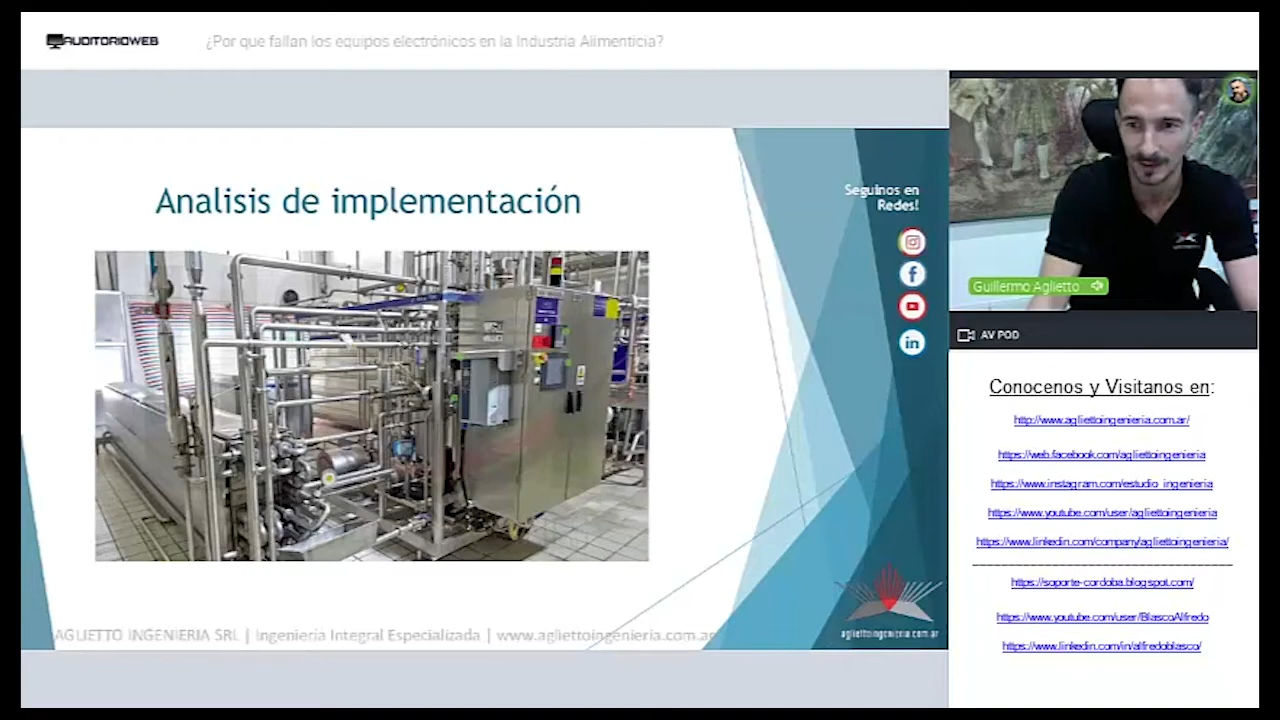 AUDITORIOWEB
¿Por que fallan los equipos electrónicos en la Industria Alimenticia?
Analisis de implementación
Seguinos en
Redes!
AGLIETTO INGENIERIA SRL | Ingenieria Integral Especializada | www.agliettoingenieria.com.ar
agliettoingenieria.com.ar
Guillermo Aglietto
AV POD
Conocenos y Visitanos en:
http://www.agliettoingenieria.com.ar/
https://web.facebook.com/agliettoingenieria
https://www.instagram.com/estudio_ingenieria
https://www.youtube.com/user/agliettoingenieria
https://www.linkedin.com/company/agliettoingenieria/
https://soporte-cordoba.blogspot.com/
https://www.youtube.com/user/BlascoAlfredo
https://www.linkedin.com/in/alfredoblasco/